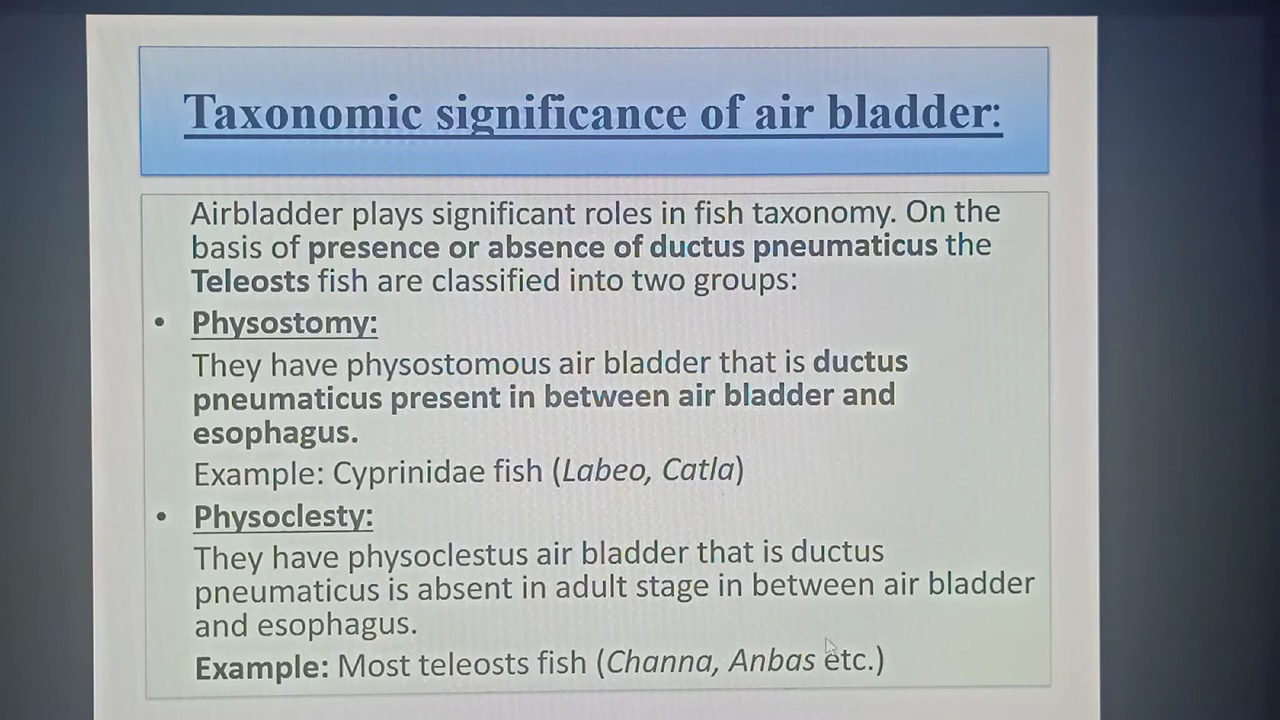 Taxonomic significance of air bladder:
Airbladder plays significant roles in fish taxonomy. On the
basis of presence or absence of ductus pneumaticus the
Teleosts fish are classified into two groups:
• Physostomy:
They have physostomous air bladder that is ductus
pneumaticus present in between air bladder and
esophagus.
Example: Cyprinidae fish (Labeo, Catla)
• Physoclesty:
They have physoclestus air bladder that is ductus
pneumaticus is absent in adult stage in between air bladder
and esophagus.
Example: Most teleosts fish (Channa, Anbas etc.)